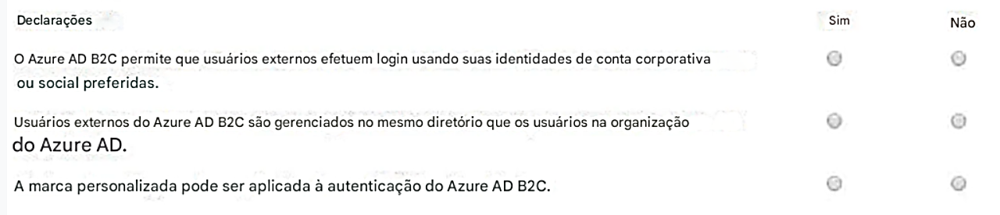 Declarações Sim Não
O Azure AD B2C permite que usuários externos efetuem login usando suas identidades de conta corporativa
ou social preferidas.
Usuários externos do Azure AD B2C são gerenciados no mesmo diretório que os usuários na organização
do Azure AD.
A marca personalizada pode ser aplicada à autenticação do Azure AD B2C.